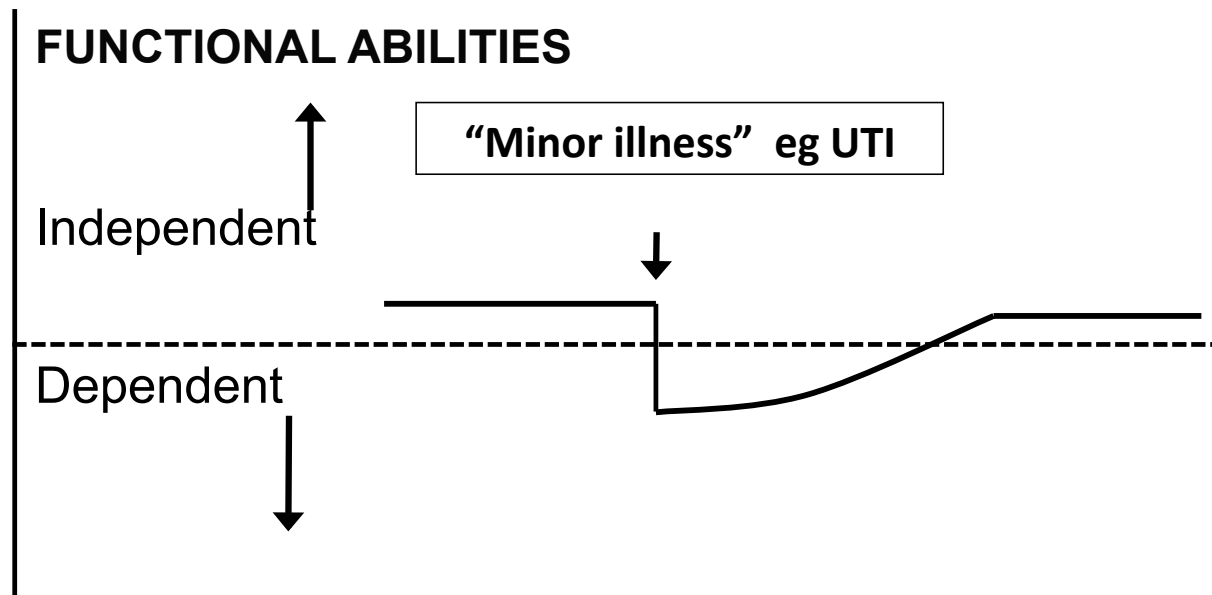 FUNCTIONAL ABILITIES
“Minor illness” eg UTI
Independent
Dependent